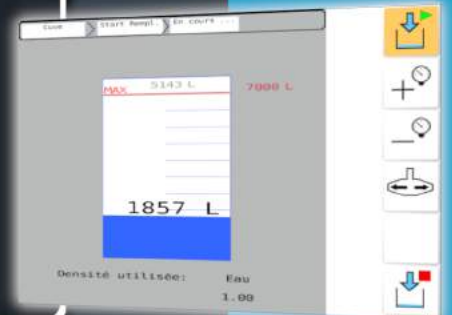 Cuve
Start Rempl.
En cours ...
MAX 5143 L 7000 L
1857 L
Densité utilisée: Eau
1.00